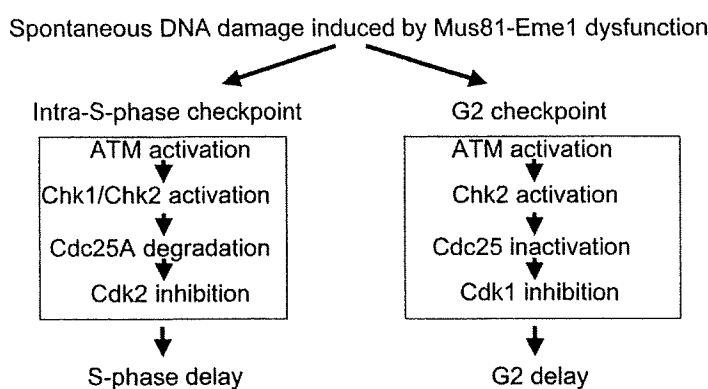 Spontaneous DNA damage induced by Mus81-Eme1 dysfunction
Intra-S-phase checkpoint
ATM activation
Chk1/Chk2 activation
Cdc25A degradation
Cdk2 inhibition
S-phase delay
G2 checkpoint
ATM activation
Chk2 activation
Cdc25 inactivation
Cdk1 inhibition
G2 delay